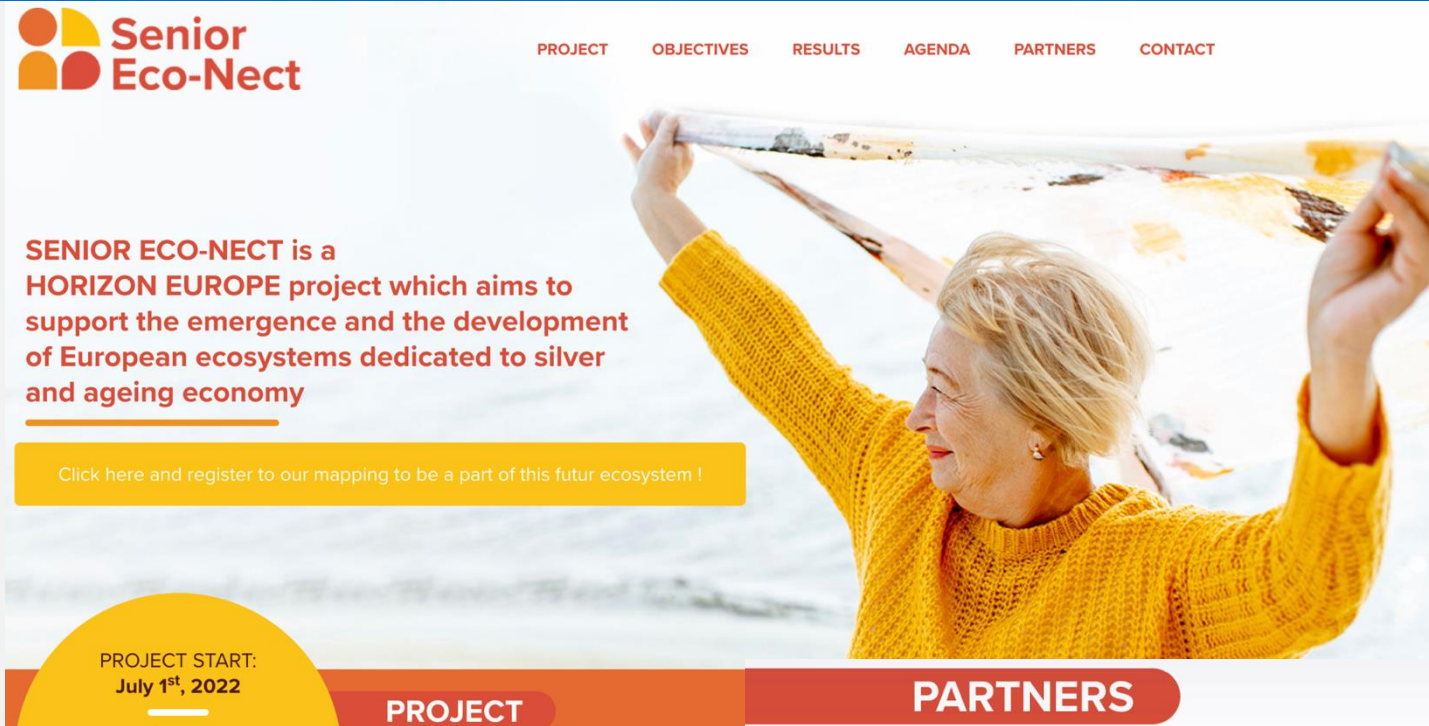 Senior
Eco-Nect
PROJECT OBJECTIVES RESULTS AGENDA PARTNERS CONTACT
SENIOR ECO-NECT is a
HORIZON EUROPE project which aims to
support the emergence and the development
of European ecosystems dedicated to silver
and ageing economy
Click here and register to our mapping to be a part of this futur ecosystem !
PROJECT START:
July 1st, 2022
PROJECT
PARTNERS